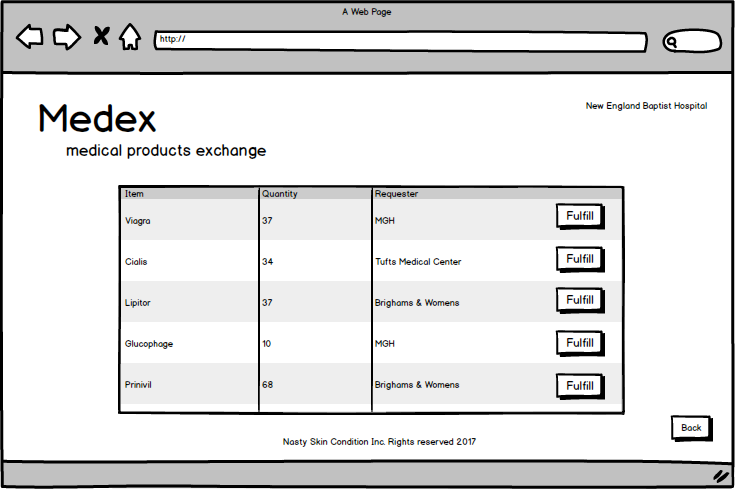 A Web Page
http://
New England Baptist Hospital
Medex
medical products exchange
Item Quantity Requester
Viagra 37 MGH Fulfill
Cialis 34 Tufts Medical Center Fulfill
Lipitor 37 Brighams & Womens Fulfill
Glucophage 10 MGH Fulfill
Prinivil 68 Brighams & Womens Fulfill
Back
Nasty Skin Condition Inc. Rights reserved 2017